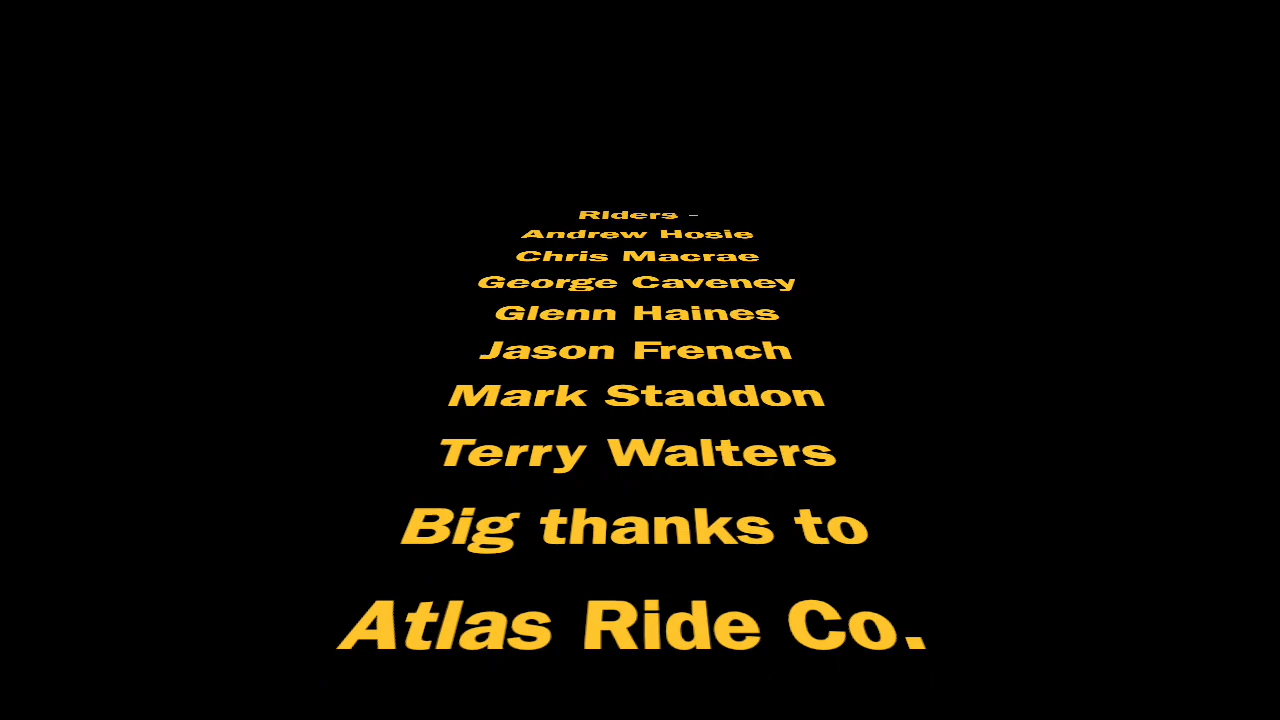 Riders -
Andrew Hosie
Chris Macrae
George Caveney
Glenn Haines
Jason French
Mark Staddon
Terry Walters
Big thanks to
Atlas Ride Co.